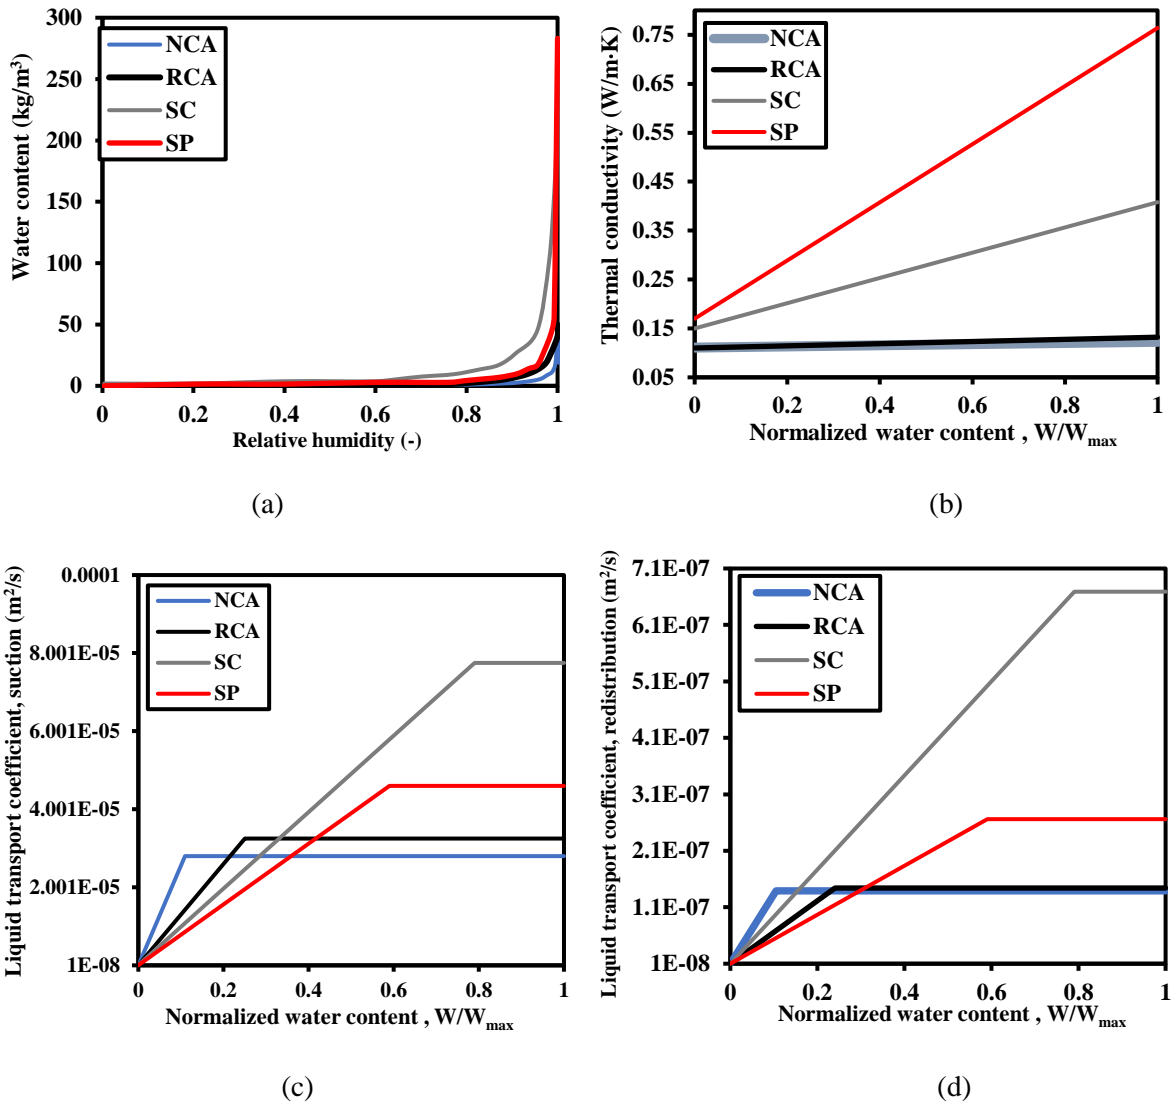 300
250
200
150
100
50
0
Water content (kg/m³)
NCA
RCA
SC
SP
0 0.2 0.4 0.6 0.8 1
Relative humidity (-)
(a)
0.75
0.65
0.55
0.45
0.35
0.25
0.15
0.05
Thermal conductivity (W/m·K)
NCA
RCA
SC
SP
0 0.2 0.4 0.6 0.8 1
Normalized water content , W/Wmax
(b)
0.0001
8.001E-05
6.001E-05
4.001E-05
2.001E-05
1E-08
Liquid transport coefficient, suction (m²/s)
NCA
RCA
SC
SP
0 0.2 0.4 0.6 0.8 1
Normalized water content , W/Wmax
(c)
7.1E-07
6.1E-07
5.1E-07
4.1E-07
3.1E-07
2.1E-07
1.1E-07
1E-08
Liquid transport coefficient, redistribution (m²/s)
NCA
RCA
SC
SP
0 0.2 0.4 0.6 0.8 1
Normalized water content , W/Wmax
(d)